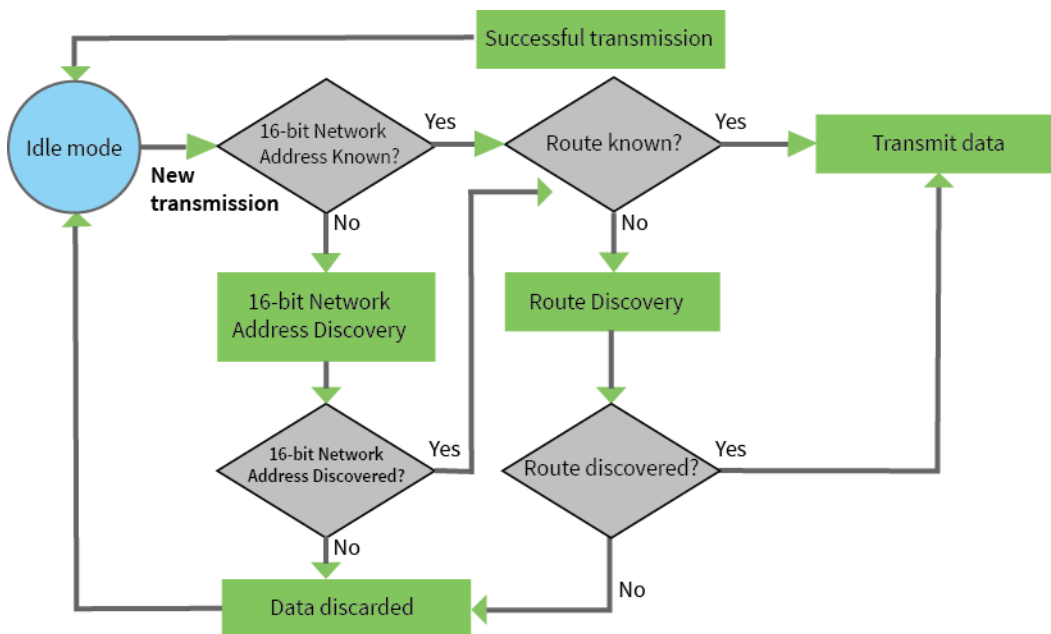 Successful transmission
Idle mode
New
transmission
16-bit Network
Address Known?
Yes
Route known?
Yes
Transmit data
No
No
16-bit Network
Address Discovery
Route Discovery
16-bit Network
Address Discovered?
Yes
Route discovered?
Yes
No
No
Data discarded